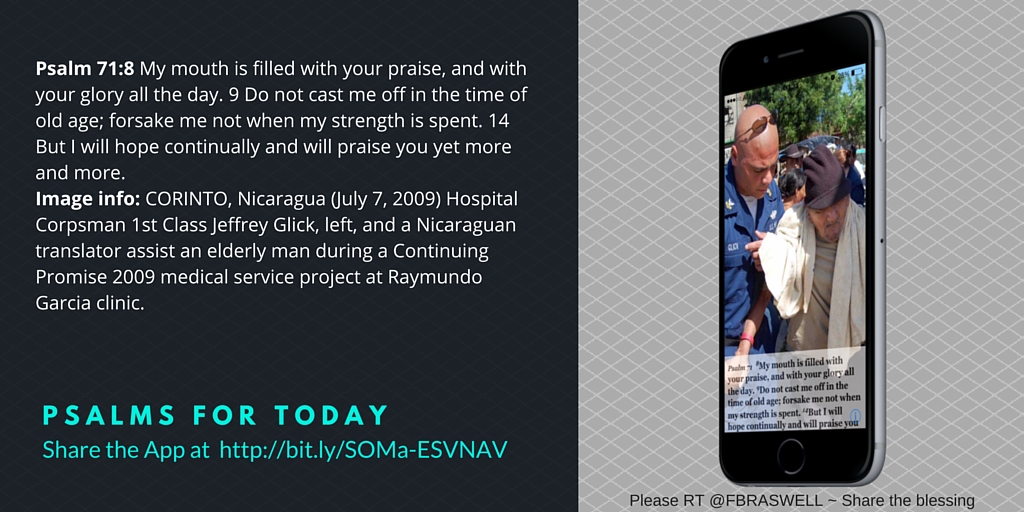 Psalm 71:8 My mouth is filled with your praise, and with
your glory all the day. 9 Do not cast me off in the time of
old age; forsake me not when my strength is spent. 14
But I will hope continually and will praise you yet more
and more.
Image info: CORINTO, Nicaragua (July 7, 2009) Hospital
Corpsman 1st Class Jeffrey Glick, left, and a Nicaraguan
translator assist an elderly man during a Continuing
Promise 2009 medical service project at Raymundo
Garcia clinic.
PSALMS FOR TODAY
Share the App at http://bit.ly/SOMa-ESVNAV
GLICK
Psalm 71 8My mouth is filled with
your praise, and with your glory all
the day. 9Do not cast me off in the
time of old age; forsake me not when
my strength is spent. 14But I will
hope continually and will praise you
Please RT @FBRASWELL ~ Share the blessing